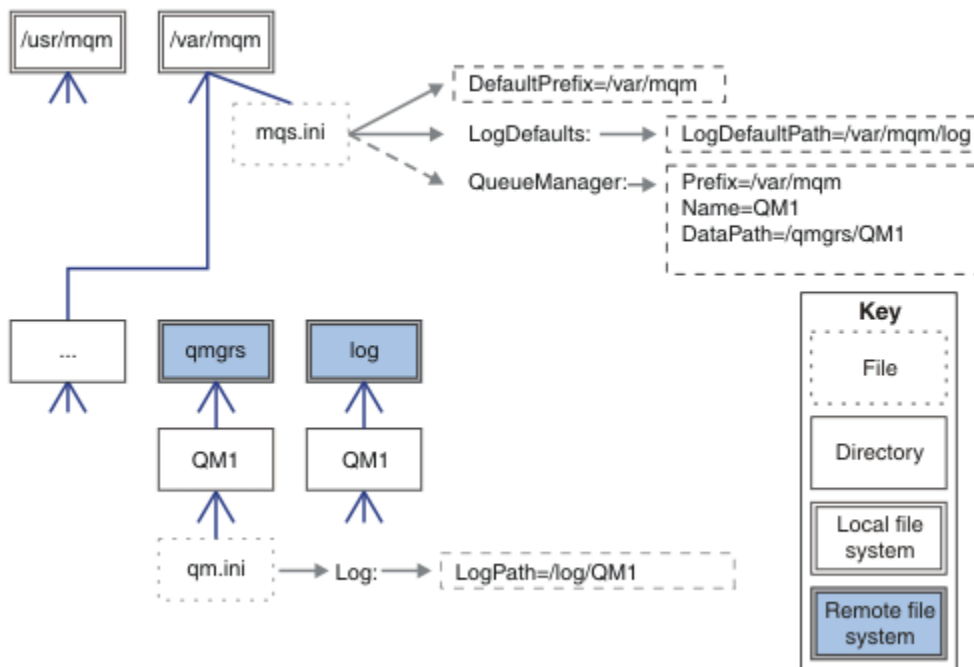 /usr/mqm
/var/mqm
mqs.ini
DefaultPrefix=/var/mqm
LogDefaults:
LogDefaultPath=/var/mqm/log
QueueManager:
Prefix=/var/mqm
Name=QM1
DataPath=/qmgrs/QM1
...
qmgrs
log
QM1
QM1
qm.ini
Log:
LogPath=/log/QM1
Key
File
Directory
Local file
system
Remote file
system